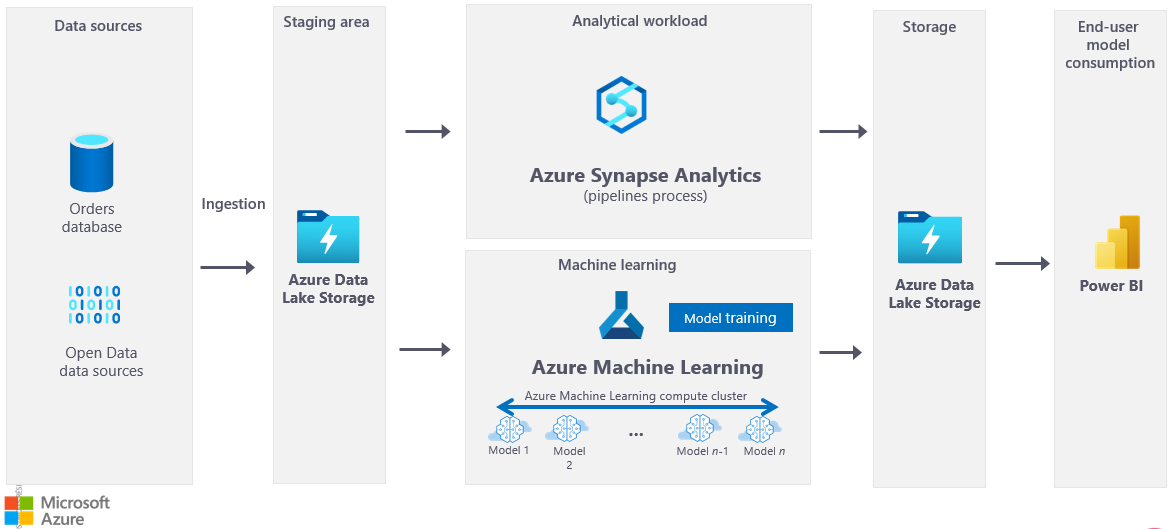 Data sources
Orders
database
Open Data
data sources
Ingestion
Staging area
Azure Data
Lake Storage
Analytical workload
Azure Synapse Analytics
(pipelines process)
Machine learning
Model training
Azure Machine Learning
Azure Machine Learning compute cluster
Model 1
Model
2
...
Model n-1
Model n
Storage
Azure Data
Lake Storage
End-user
model
consumption
Power BI
Microsoft
Azure